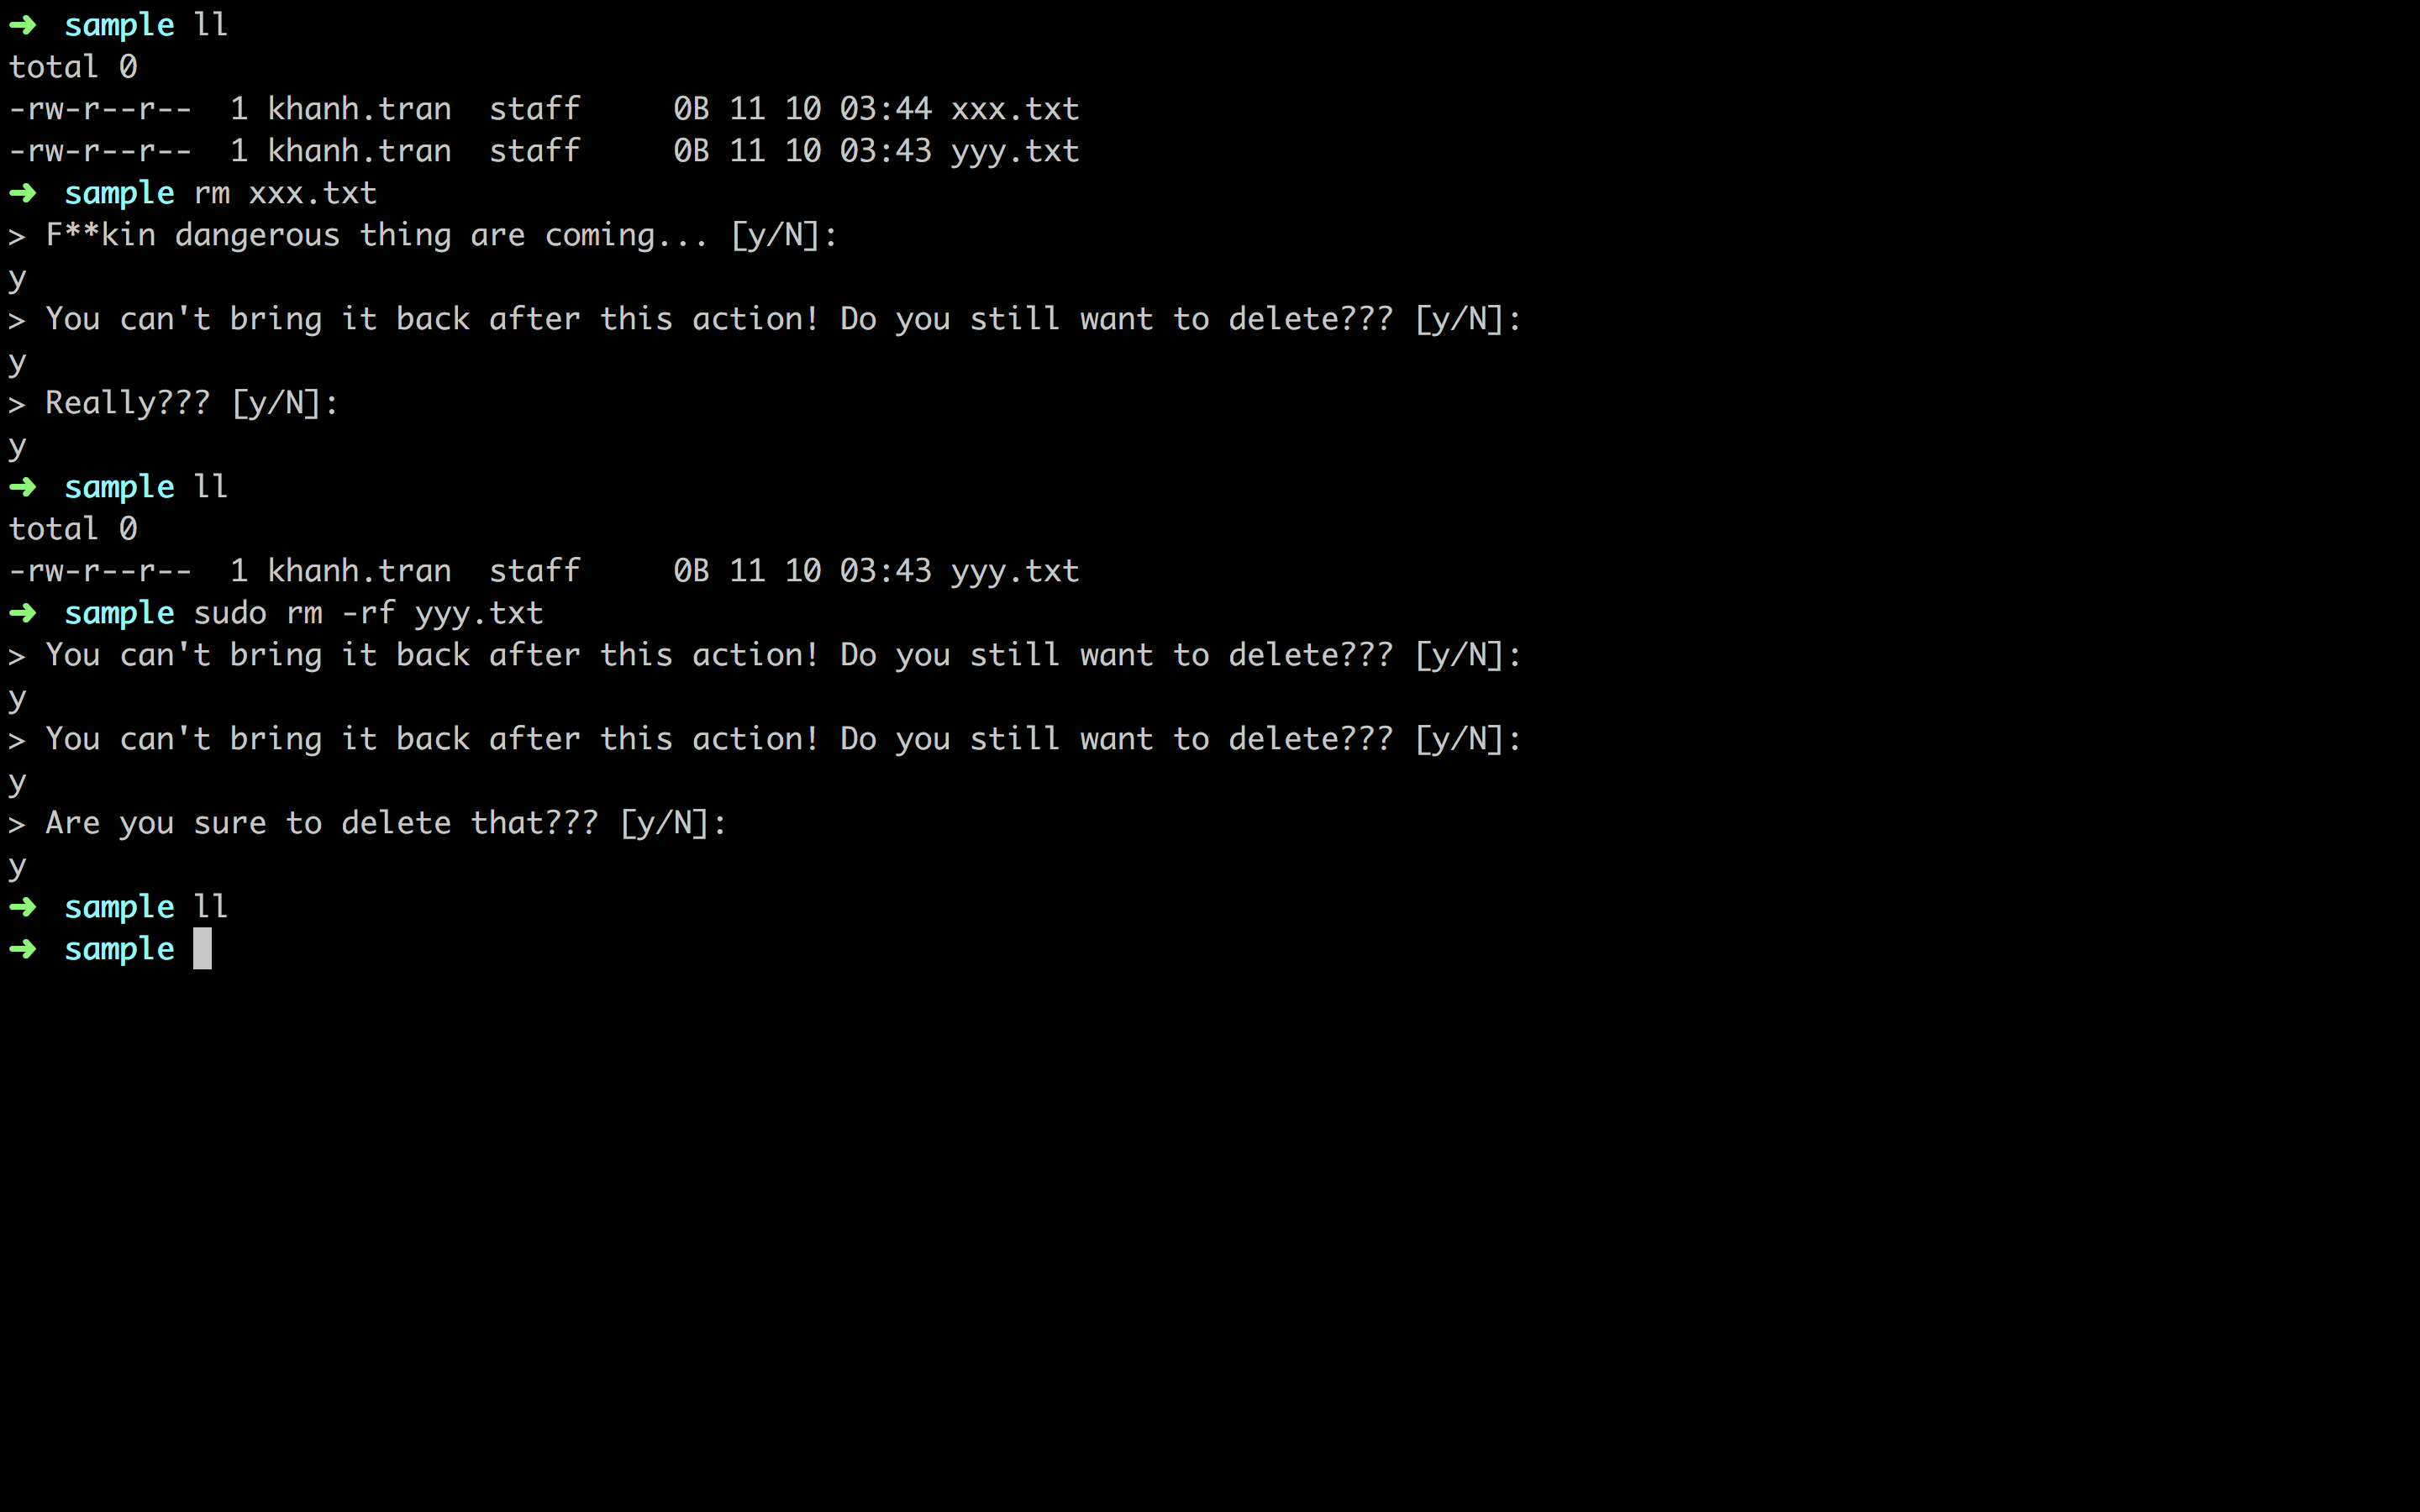 ➜  sample ll
total 0
-rw-r--r--  1 khanh.tran  staff     0B 11 10 03:44 xxx.txt
-rw-r--r--  1 khanh.tran  staff     0B 11 10 03:43 yyy.txt
➜  sample rm xxx.txt
> F**kin dangerous thing are coming... [y/N]:
y
> You can't bring it back after this action! Do you still want to delete??? [y/N]:
y
> Really??? [y/N]:
y
➜  sample ll
total 0
-rw-r--r--  1 khanh.tran  staff     0B 11 10 03:43 yyy.txt
➜  sample sudo rm -rf yyy.txt
> You can't bring it back after this action! Do you still want to delete??? [y/N]:
y
> You can't bring it back after this action! Do you still want to delete??? [y/N]:
y
> Are you sure to delete that??? [y/N]:
y
➜  sample ll
➜  sample